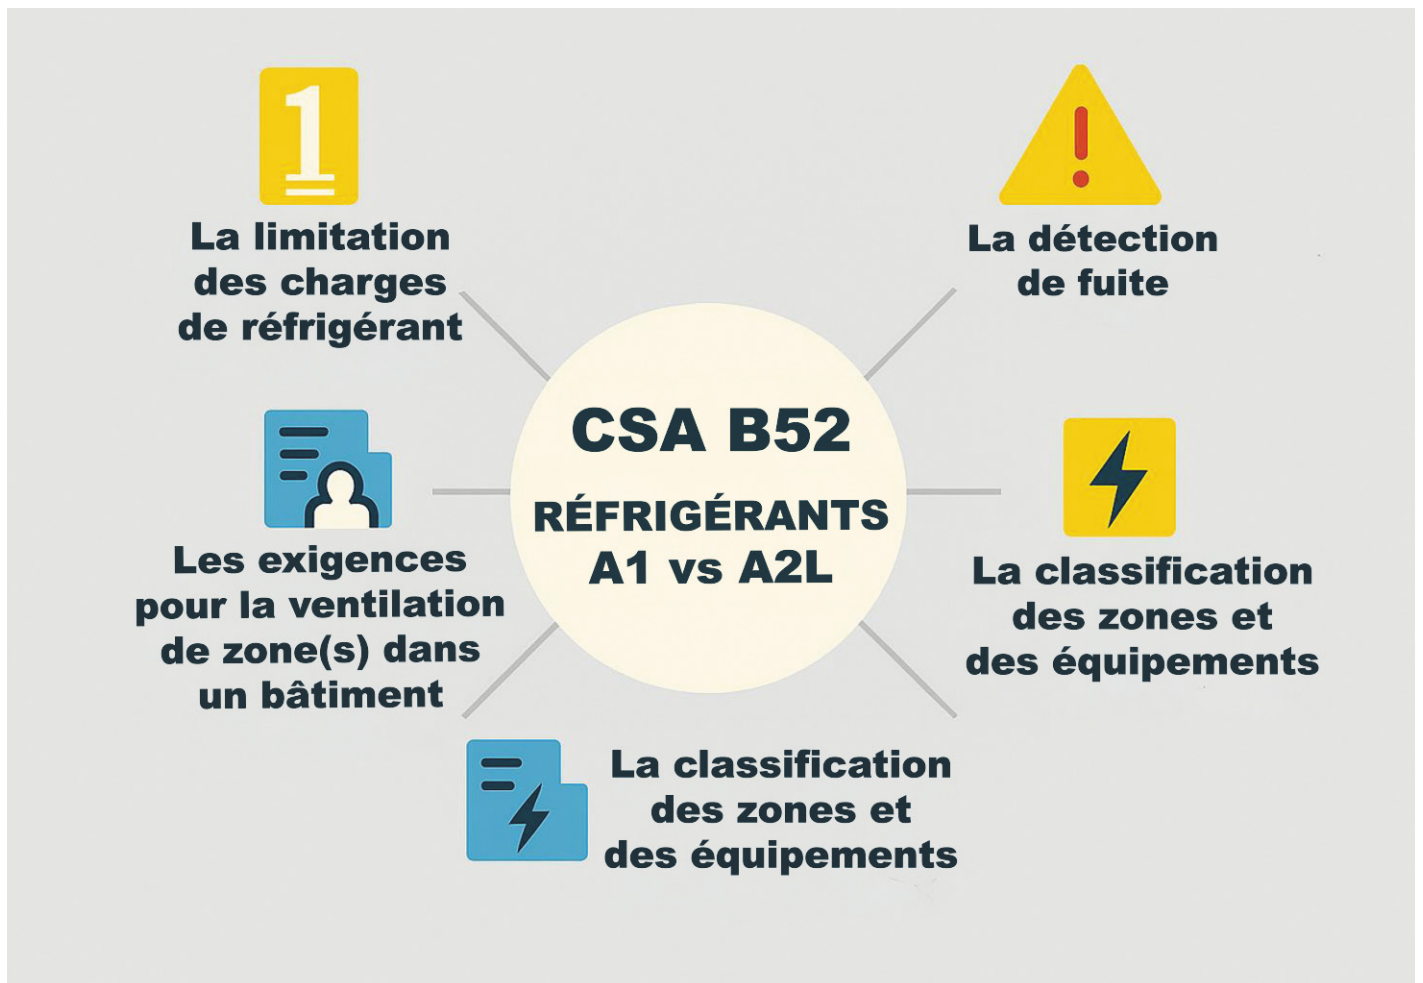 1
La limitation
des charges
de réfrigérant
La détection
de fuite
CSA B52
RÉFRIGÉRANTS
A1 vs A2L
Les exigences
pour la ventilation
de zone(s) dans
un bâtiment
La classification
des zones et
des équipements
La classification
des zones et
des équipements